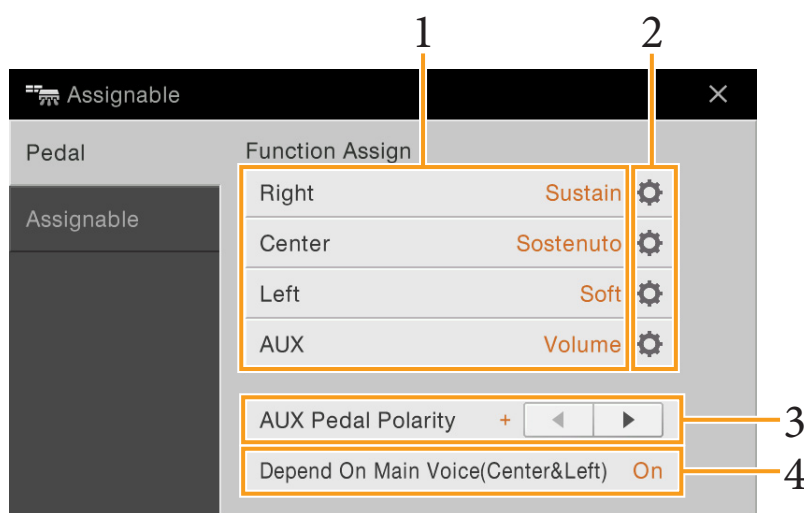 1 2
Assignable
Pedal
Function Assign
Right Sustain
Assignable
Center Sostenuto
Left Soft
AUX Volume
AUX Pedal Polarity + 3
Depend On Main Voice(Center&Left) On 4